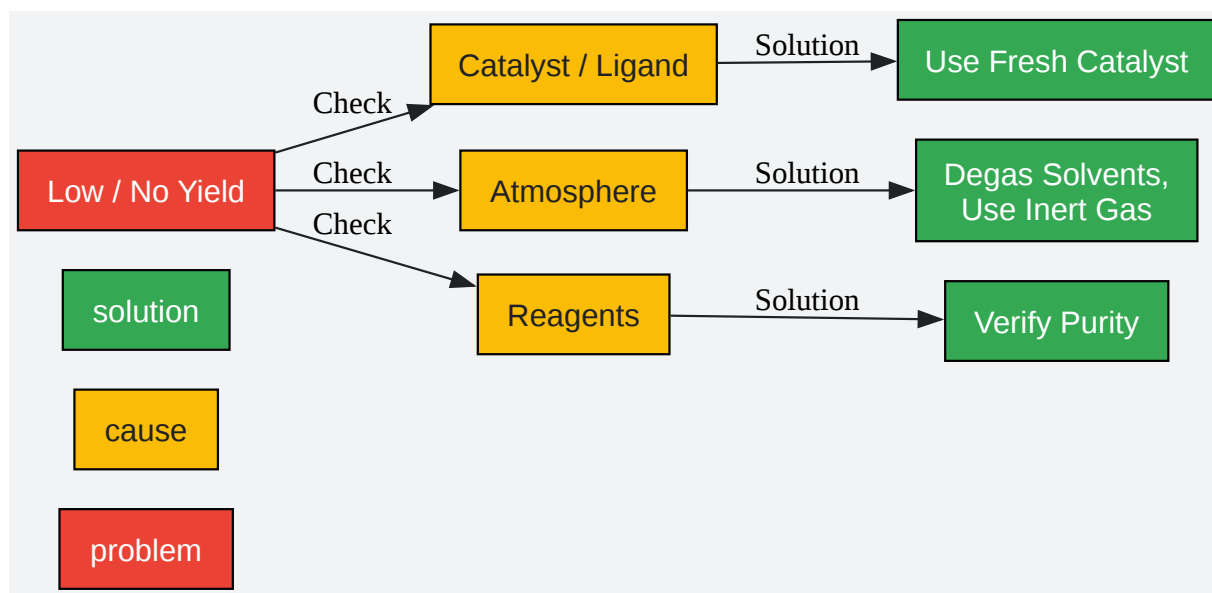 Low / No Yield
Check
Catalyst / Ligand
Solution
Use Fresh Catalyst
Check
Atmosphere
Solution
Degas Solvents,
Use Inert Gas
Check
Reagents
Solution
Verify Purity
solution
cause
problem